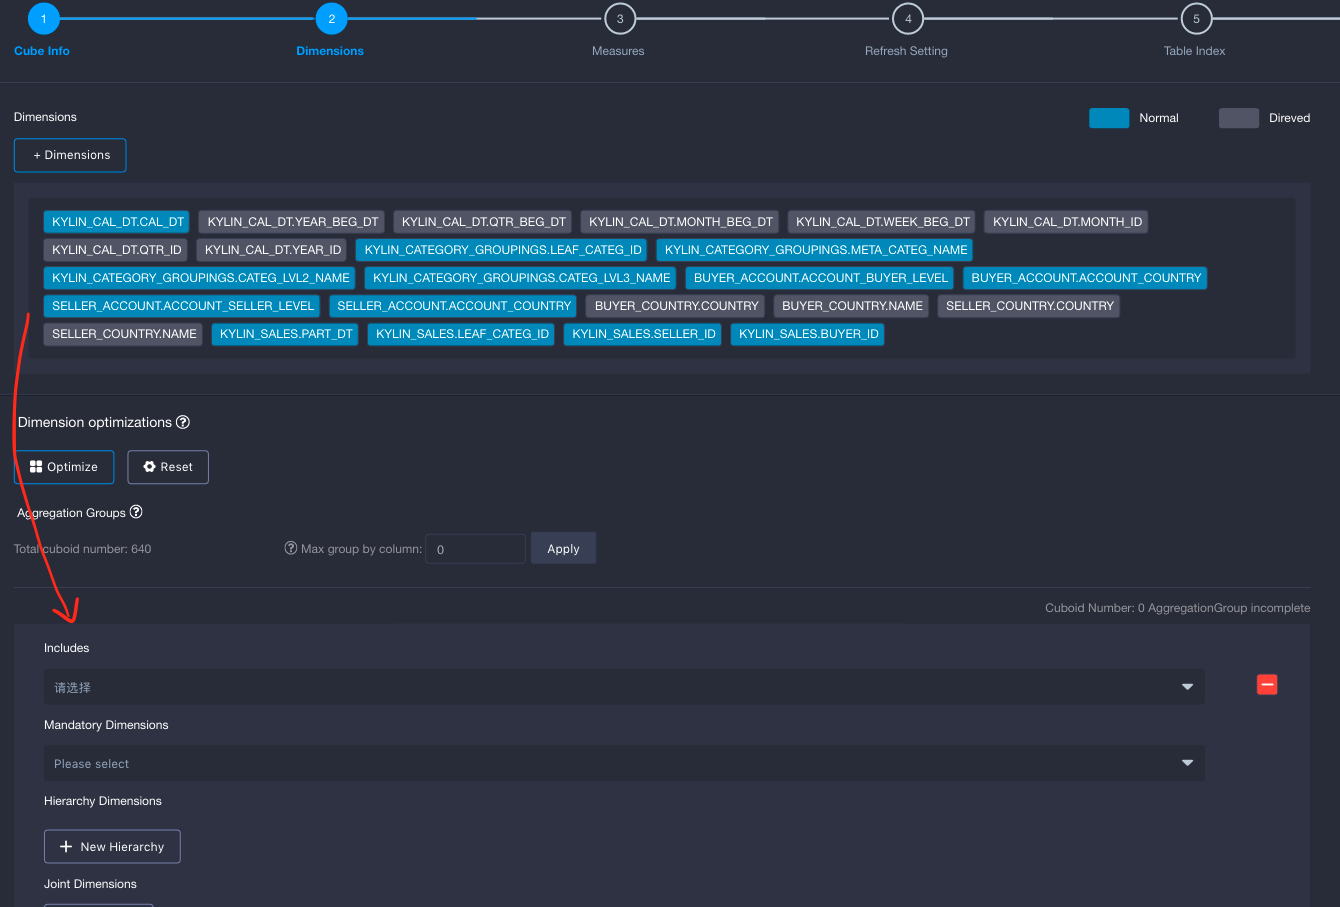 1 2 3 4 5
Cube Info Dimensions Measures Refresh Setting Table Index
Dimensions Normal Direved
+ Dimensions
KYLIN_CAL_DT.CAL_DT KYLIN_CAL_DT.YEAR_BEG_DT KYLIN_CAL_DT.QTR_BEG_DT KYLIN_CAL_DT.MONTH_BEG_DT KYLIN_CAL_DT.WEEK_BEG_DT KYLIN_CAL_DT.MONTH_ID
KYLIN_CAL_DT.QTR_ID KYLIN_CAL_DT.YEAR_ID KYLIN_CATEGORY_GROUPINGS.LEAF_CATEG_ID KYLIN_CATEGORY_GROUPINGS.META_CATEG_NAME
KYLIN_CATEGORY_GROUPINGS.CATEG_LVL2_NAME KYLIN_CATEGORY_GROUPINGS.CATEG_LVL3_NAME BUYER_ACCOUNT.ACCOUNT_BUYER_LEVEL BUYER_ACCOUNT.ACCOUNT_COUNTRY
SELLER_ACCOUNT.ACCOUNT_SELLER_LEVEL SELLER_ACCOUNT.ACCOUNT_COUNTRY BUYER_COUNTRY.COUNTRY BUYER_COUNTRY.NAME SELLER_COUNTRY.COUNTRY
SELLER_COUNTRY.NAME KYLIN_SALES.PART_DT KYLIN_SALES.LEAF_CATEG_ID KYLIN_SALES.SELLER_ID KYLIN_SALES.BUYER_ID
Dimension optimizations ?
Optimize Reset
Aggregation Groups ?
Total cuboid number: 640 ? Max group by column: 0 Apply
Cuboid Number: 0 AggregationGroup incomplete
Includes
请选择
Mandatory Dimensions
Please select
Hierarchy Dimensions
+ New Hierarchy
Joint Dimensions